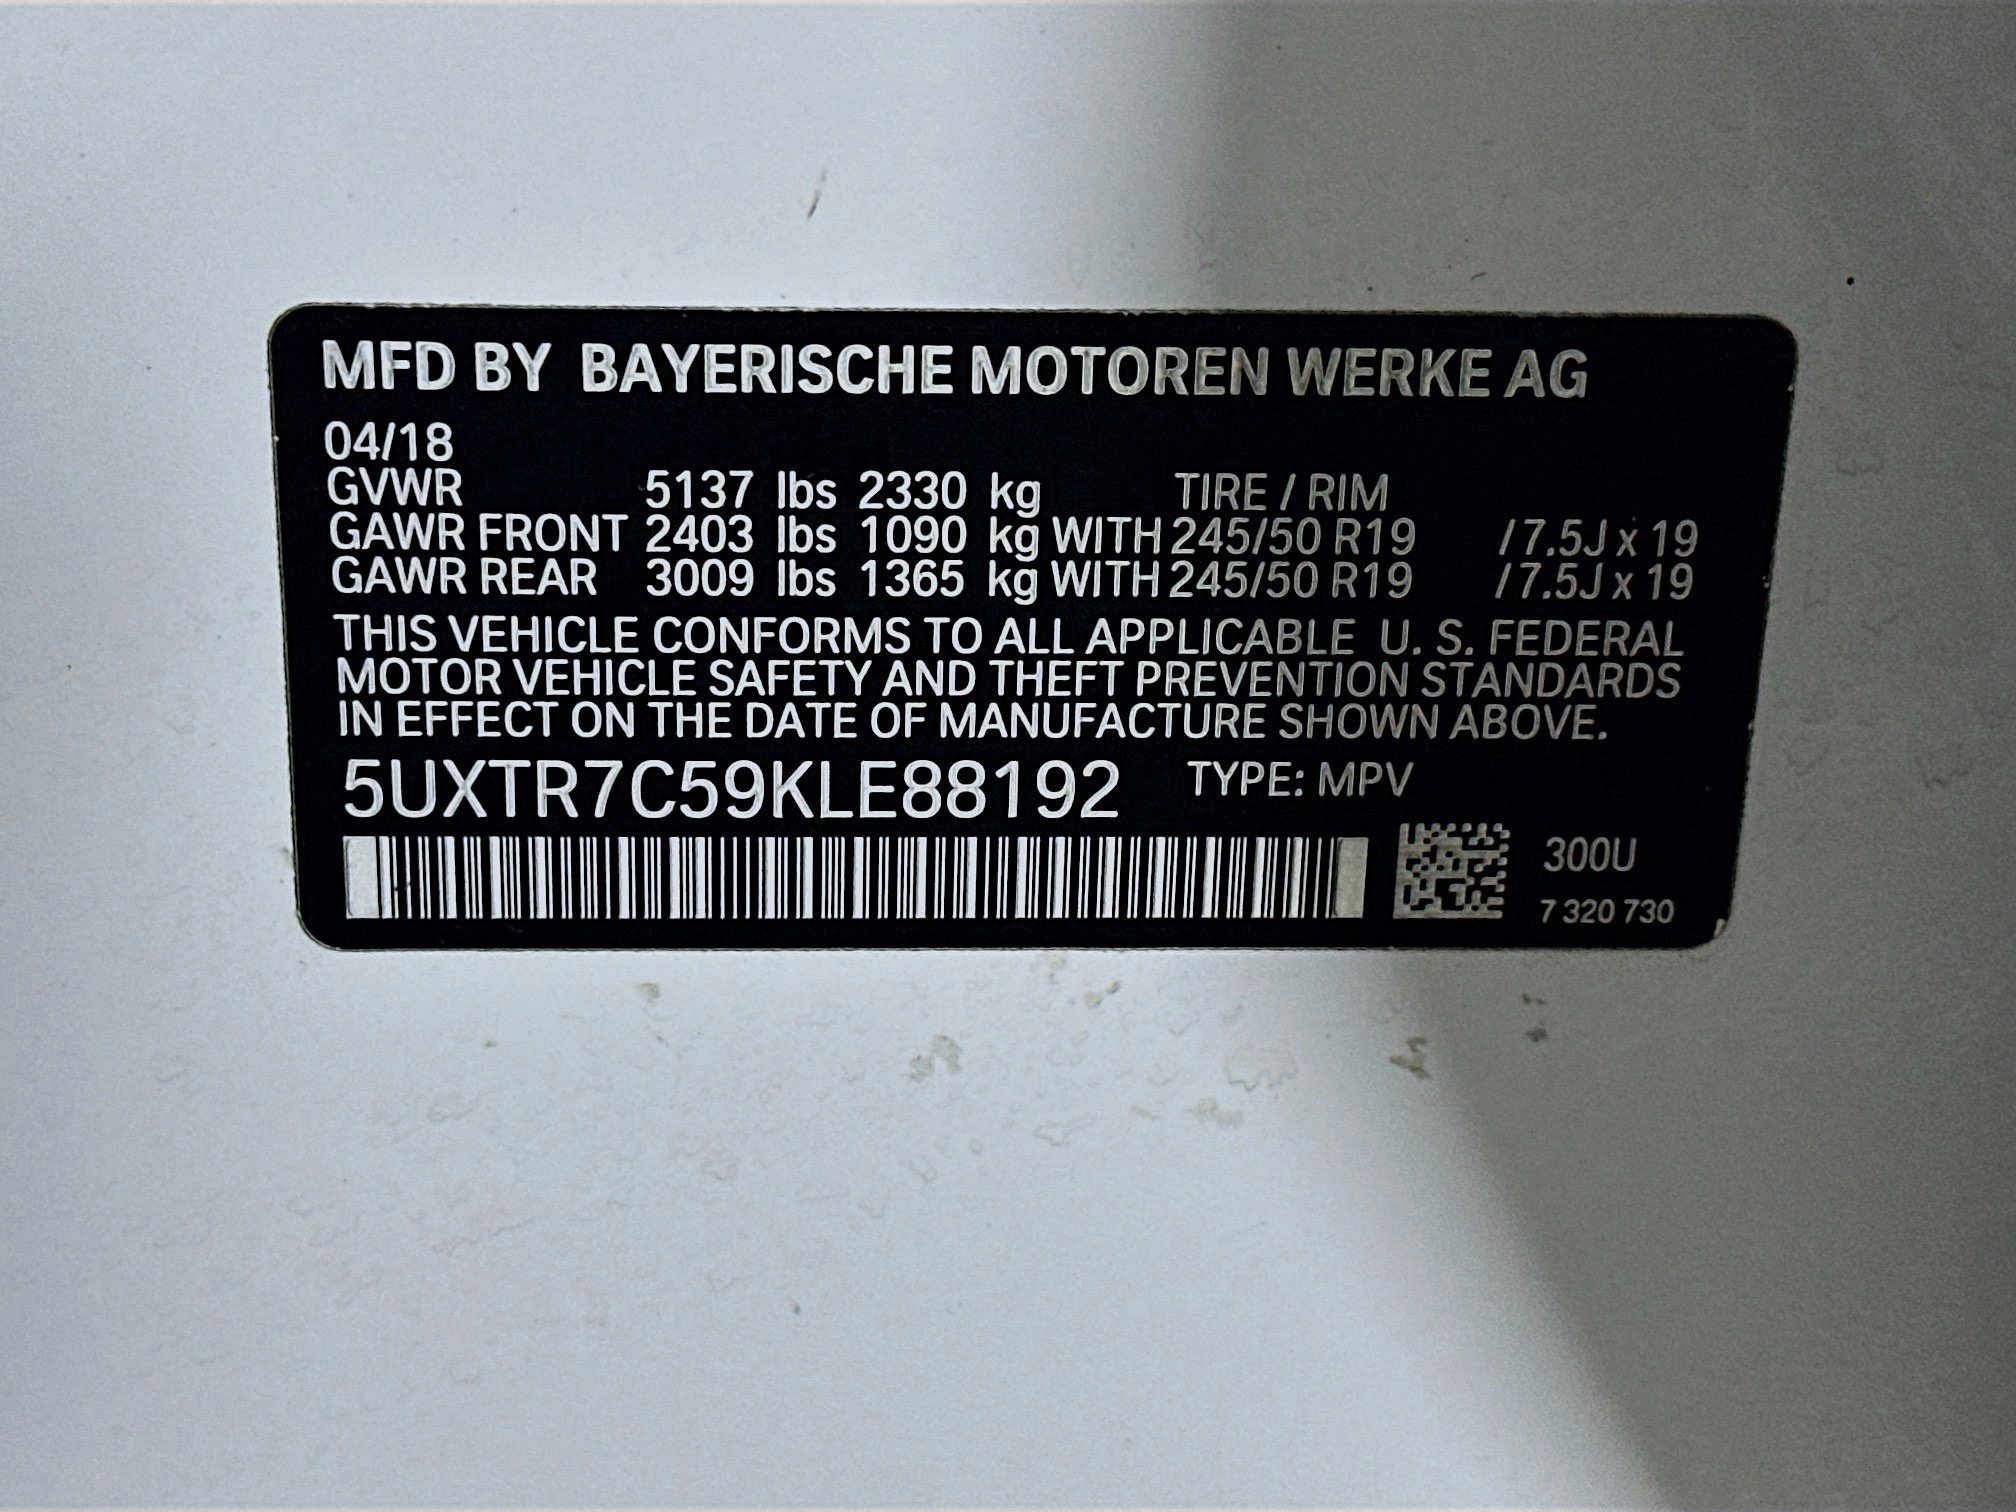 MFD BY BAYERISCHE MOTOREN WERKE AG
04/18
GVWR 5137 lbs 2330 kg TIRE / RIM
GAWR FRONT 2403 lbs 1090 kg WITH 245/50 R19 / 7.5J x 19
GAWR REAR 3009 lbs 1365 kg WITH 245/50 R19 / 7.5J x 19
THIS VEHICLE CONFORMS TO ALL APPLICABLE U. S. FEDERAL
MOTOR VEHICLE SAFETY AND THEFT PREVENTION STANDARDS
IN EFFECT ON THE DATE OF MANUFACTURE SHOWN ABOVE.
5UXTR7C59KLE88192 TYPE: MPV
300U
7 320 730